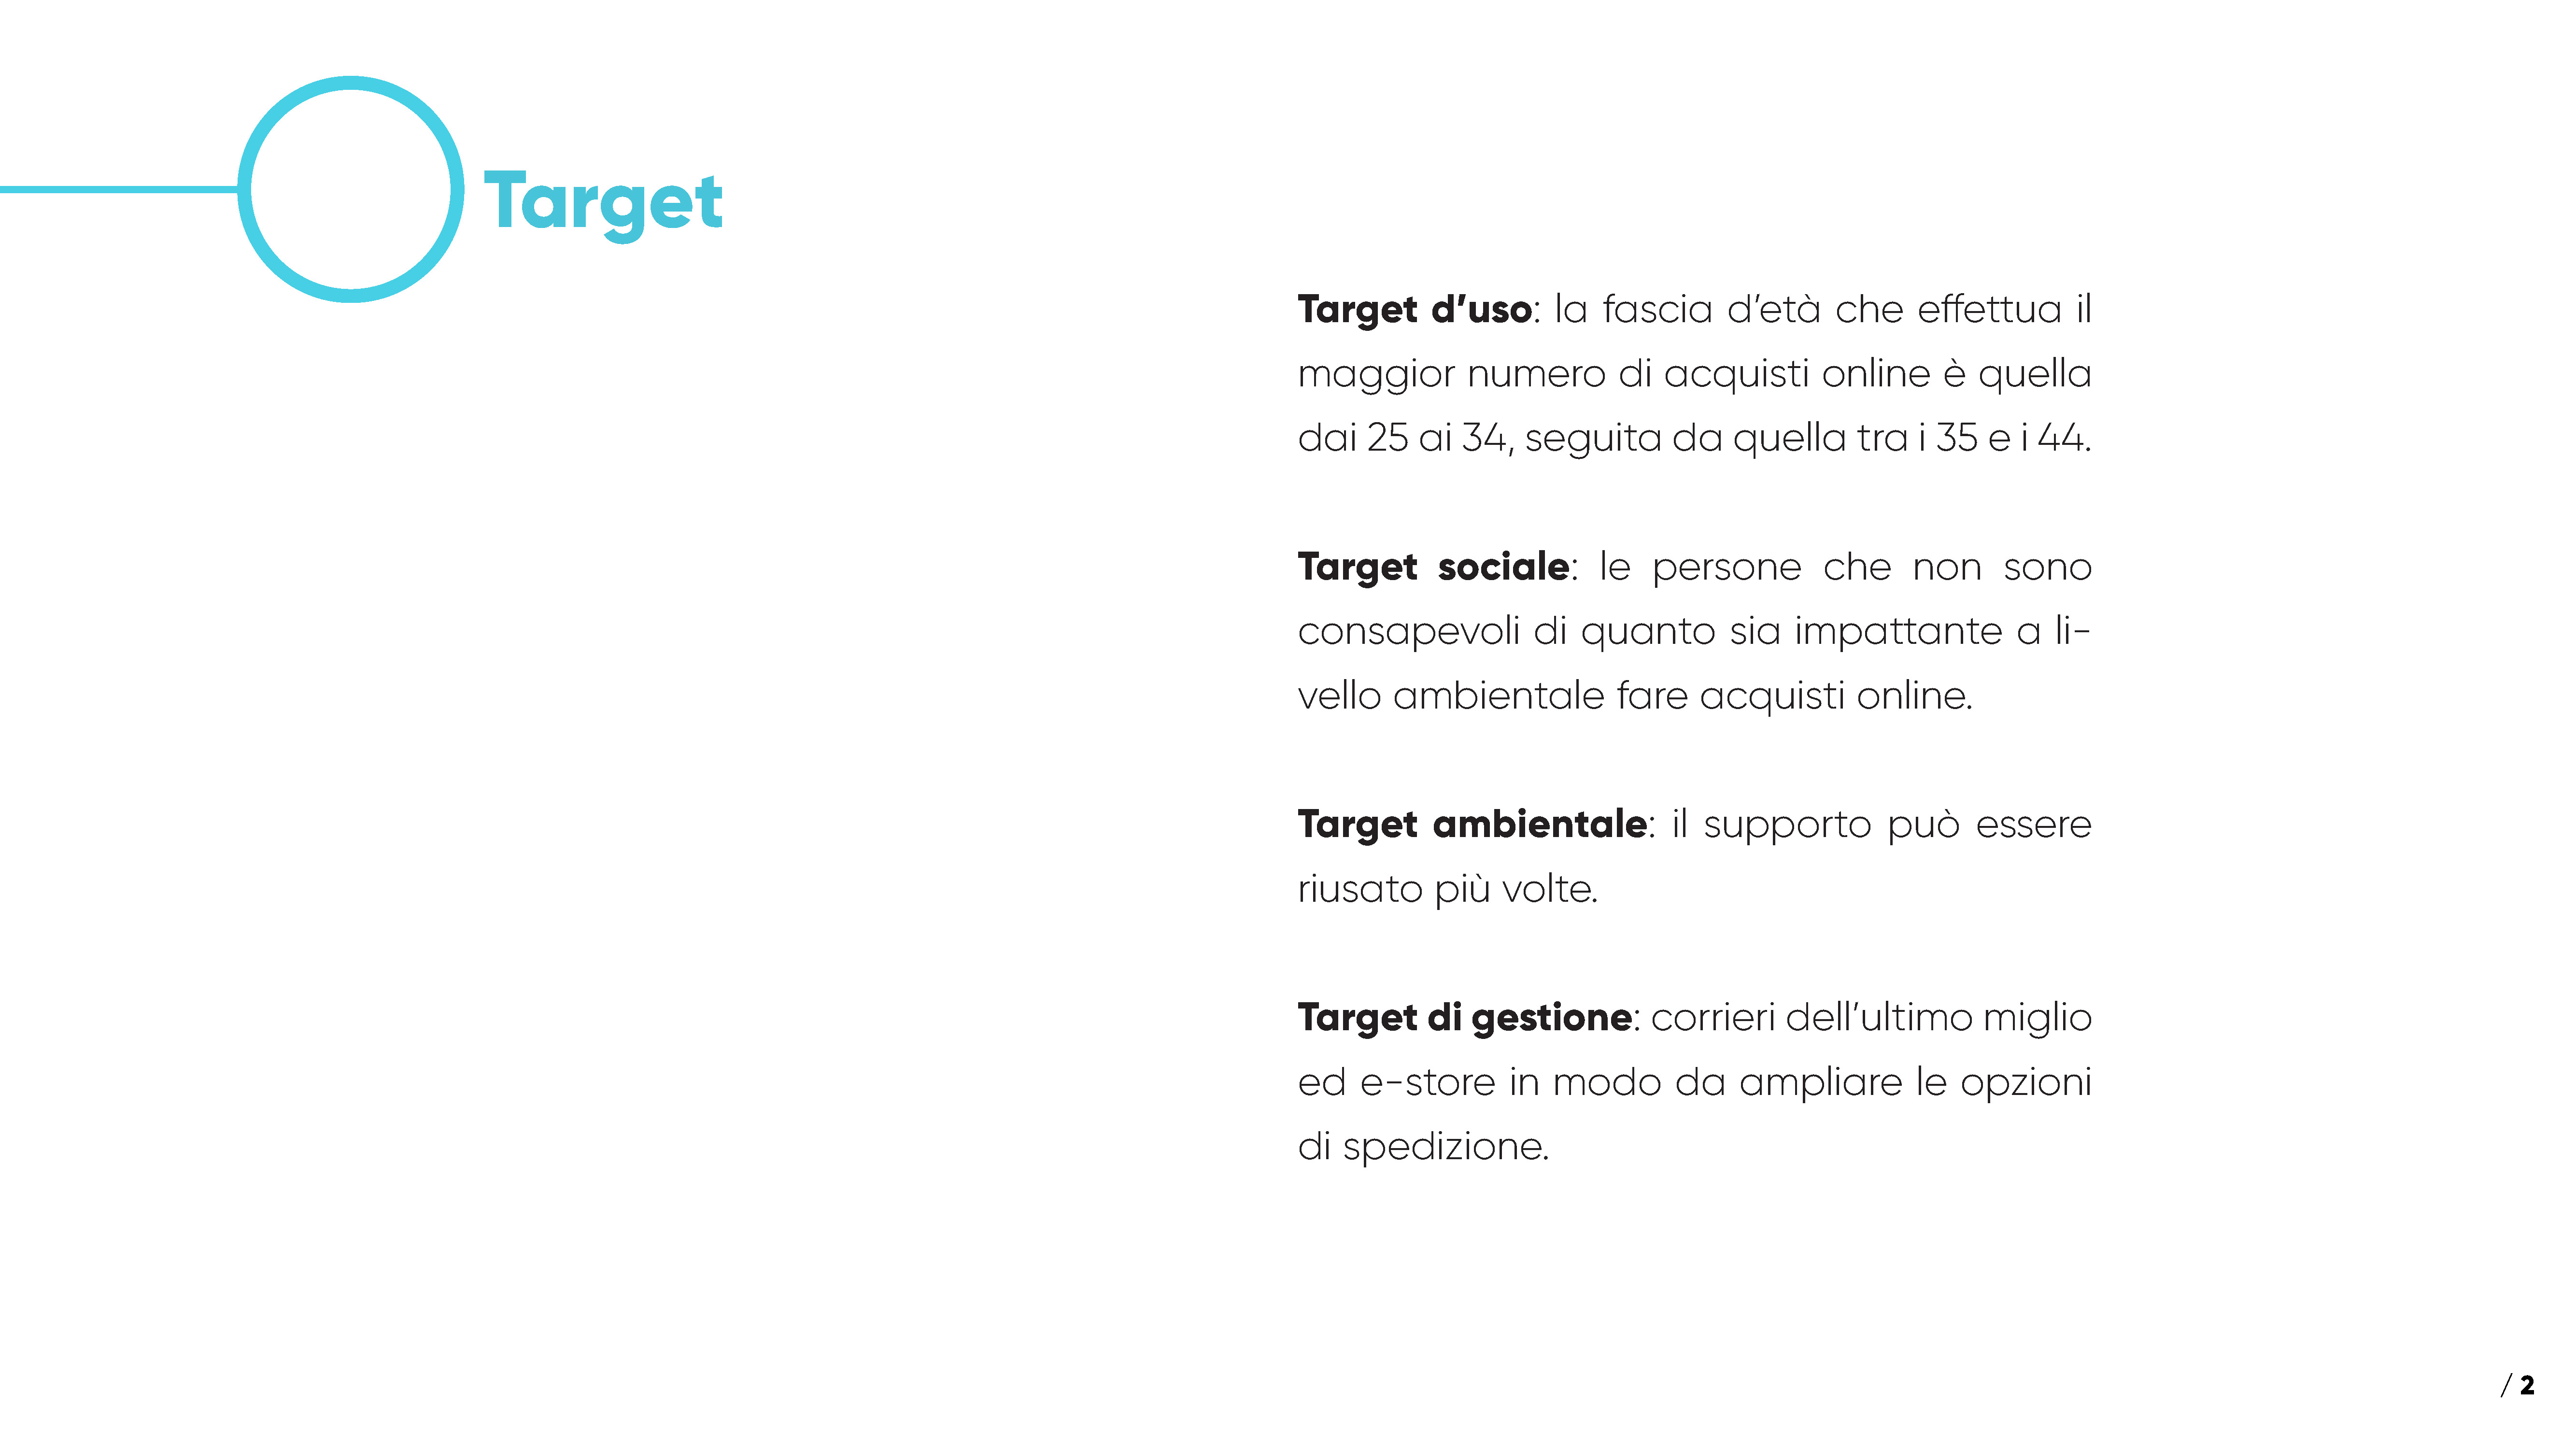 Target
Target d’uso: la fascia d’età che effettua il
maggior numero di acquisti online è quella
dai 25 ai 34, seguita da quella tra i 35 e i 44.
Target sociale: le persone che non sono
consapevoli di quanto sia impattante a li-
vello ambientale fare acquisti online.
Target ambientale: il supporto può essere
riusato più volte.
Target di gestione: corrieri dell’ultimo miglio
ed e-store in modo da ampliare le opzioni
di spedizione.
/ 2